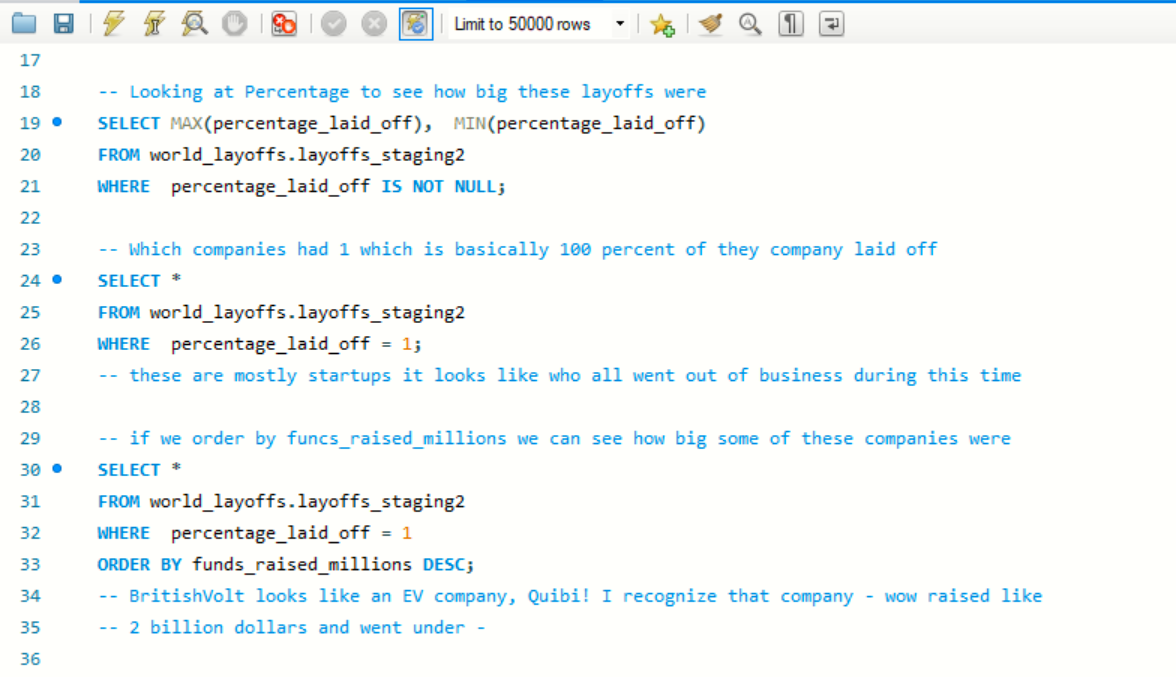 Limit to 50000 rows
17
18 -- Looking at Percentage to see how big these layoffs were
19 SELECT MAX(percentage_laid_off),  MIN(percentage_laid_off)
20 FROM world_layoffs.layoffs_staging2
21 WHERE  percentage_laid_off IS NOT NULL;
22
23 -- Which companies had 1 which is basically 100 percent of they company laid off
24 SELECT *
25 FROM world_layoffs.layoffs_staging2
26 WHERE  percentage_laid_off = 1;
27 -- these are mostly startups it looks like who all went out of business during this time
28
29 -- if we order by funcs_raised_millions we can see how big some of these companies were
30 SELECT *
31 FROM world_layoffs.layoffs_staging2
32 WHERE  percentage_laid_off = 1
33 ORDER BY funds_raised_millions DESC;
34 -- BritishVolt looks like an EV company, Quibi! I recognize that company - wow raised like
35 -- 2 billion dollars and went under -
36